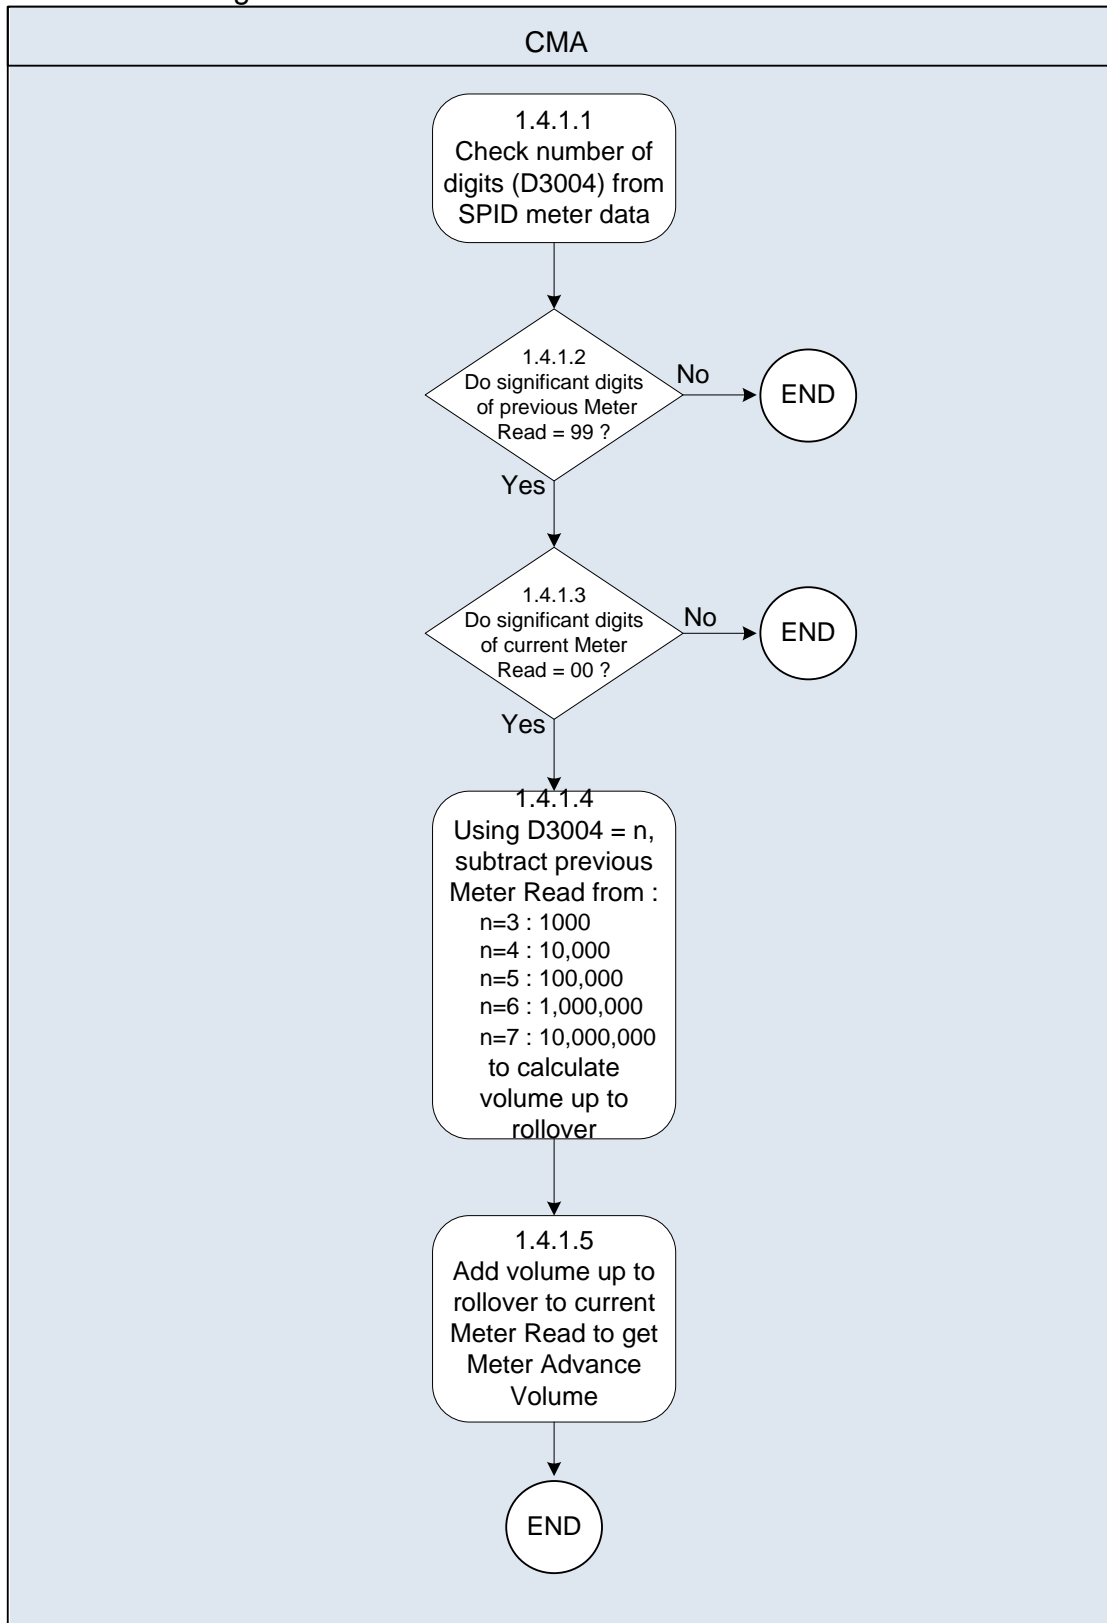 CMA
1.4.1.1
Check number of
digits (D3004) from
SPID meter data
1.4.1.2
Do significant digits
of previous Meter
Read = 99 ?
No
END
Yes
1.4.1.3
Do significant digits
of current Meter
Read = 00 ?
No
END
Yes
1.4.1.4
Using D3004 = n,
subtract previous
Meter Read from :
n=3 : 1000
n=4 : 10,000
n=5 : 100,000
n=6 : 1,000,000
n=7 : 10,000,000
to calculate
volume up to
rollover
1.4.1.5
Add volume up to
rollover to current
Meter Read to get
Meter Advance
Volume
END